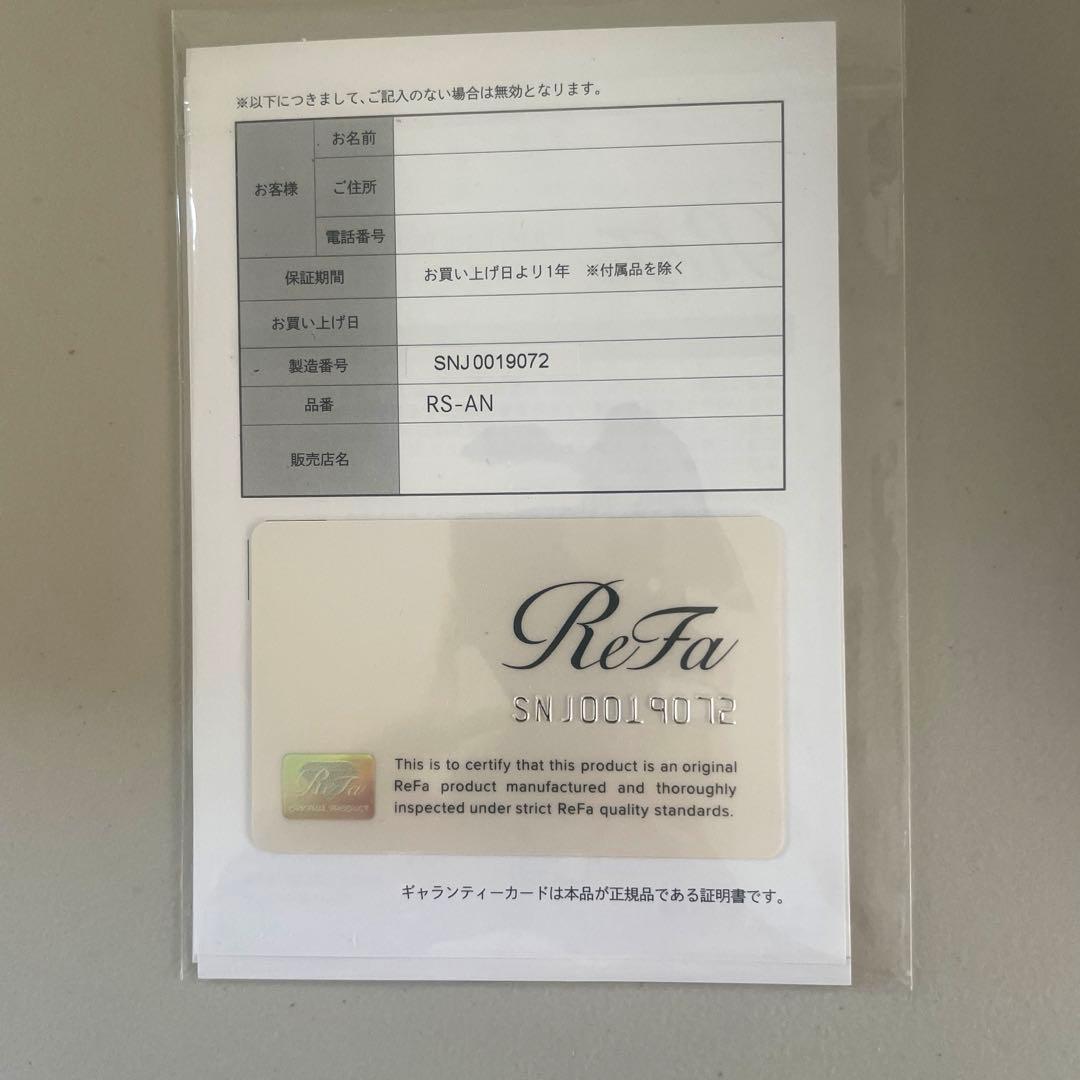 ※以下につきまして、ご記入のない場合は無効となります。
お客様
お名前
ご住所
電話番号
保証期間 お買い上げ日より1年 ※付属品を除く
お買い上げ日
製造番号 SNJ0019072
品番 RS-AN
販売店名
ReFa
SNJ0019072
ReFa
This is to certify that this product is an original
ReFa product manufactured and thoroughly
inspected under strict ReFa quality standards.
ギャランティーカードは本品が正規品である証明書です。